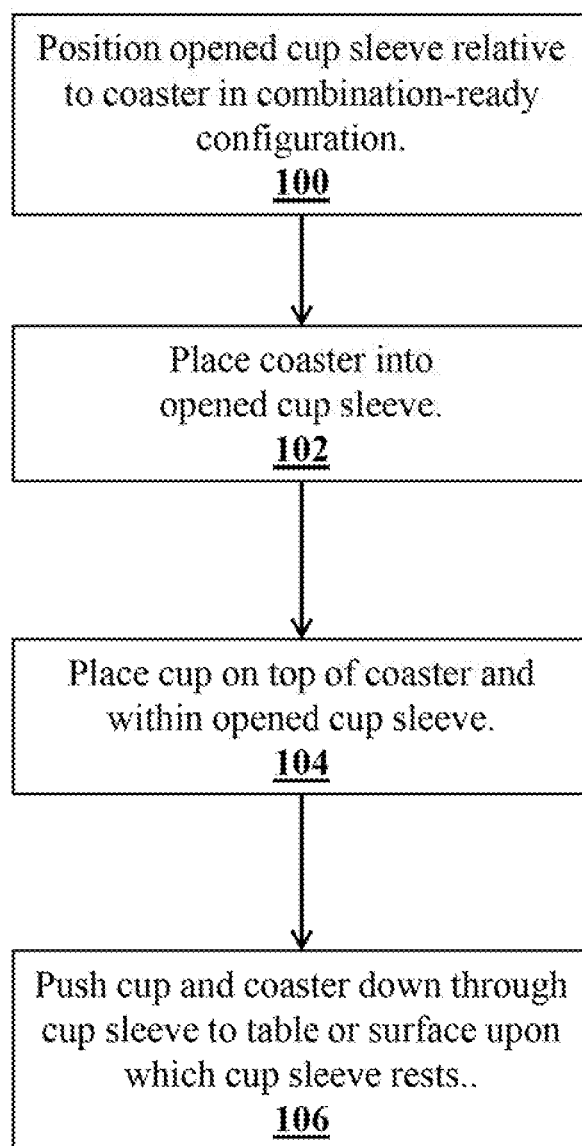 Position opened cup sleeve relative
to coaster in combination-ready
configuration.
100
Place coaster into
opened cup sleeve.
102
Place cup on top of coaster and
within opened cup sleeve.
104
Push cup and coaster down through
cup sleeve to table or surface upon
which cup sleeve rests..
106